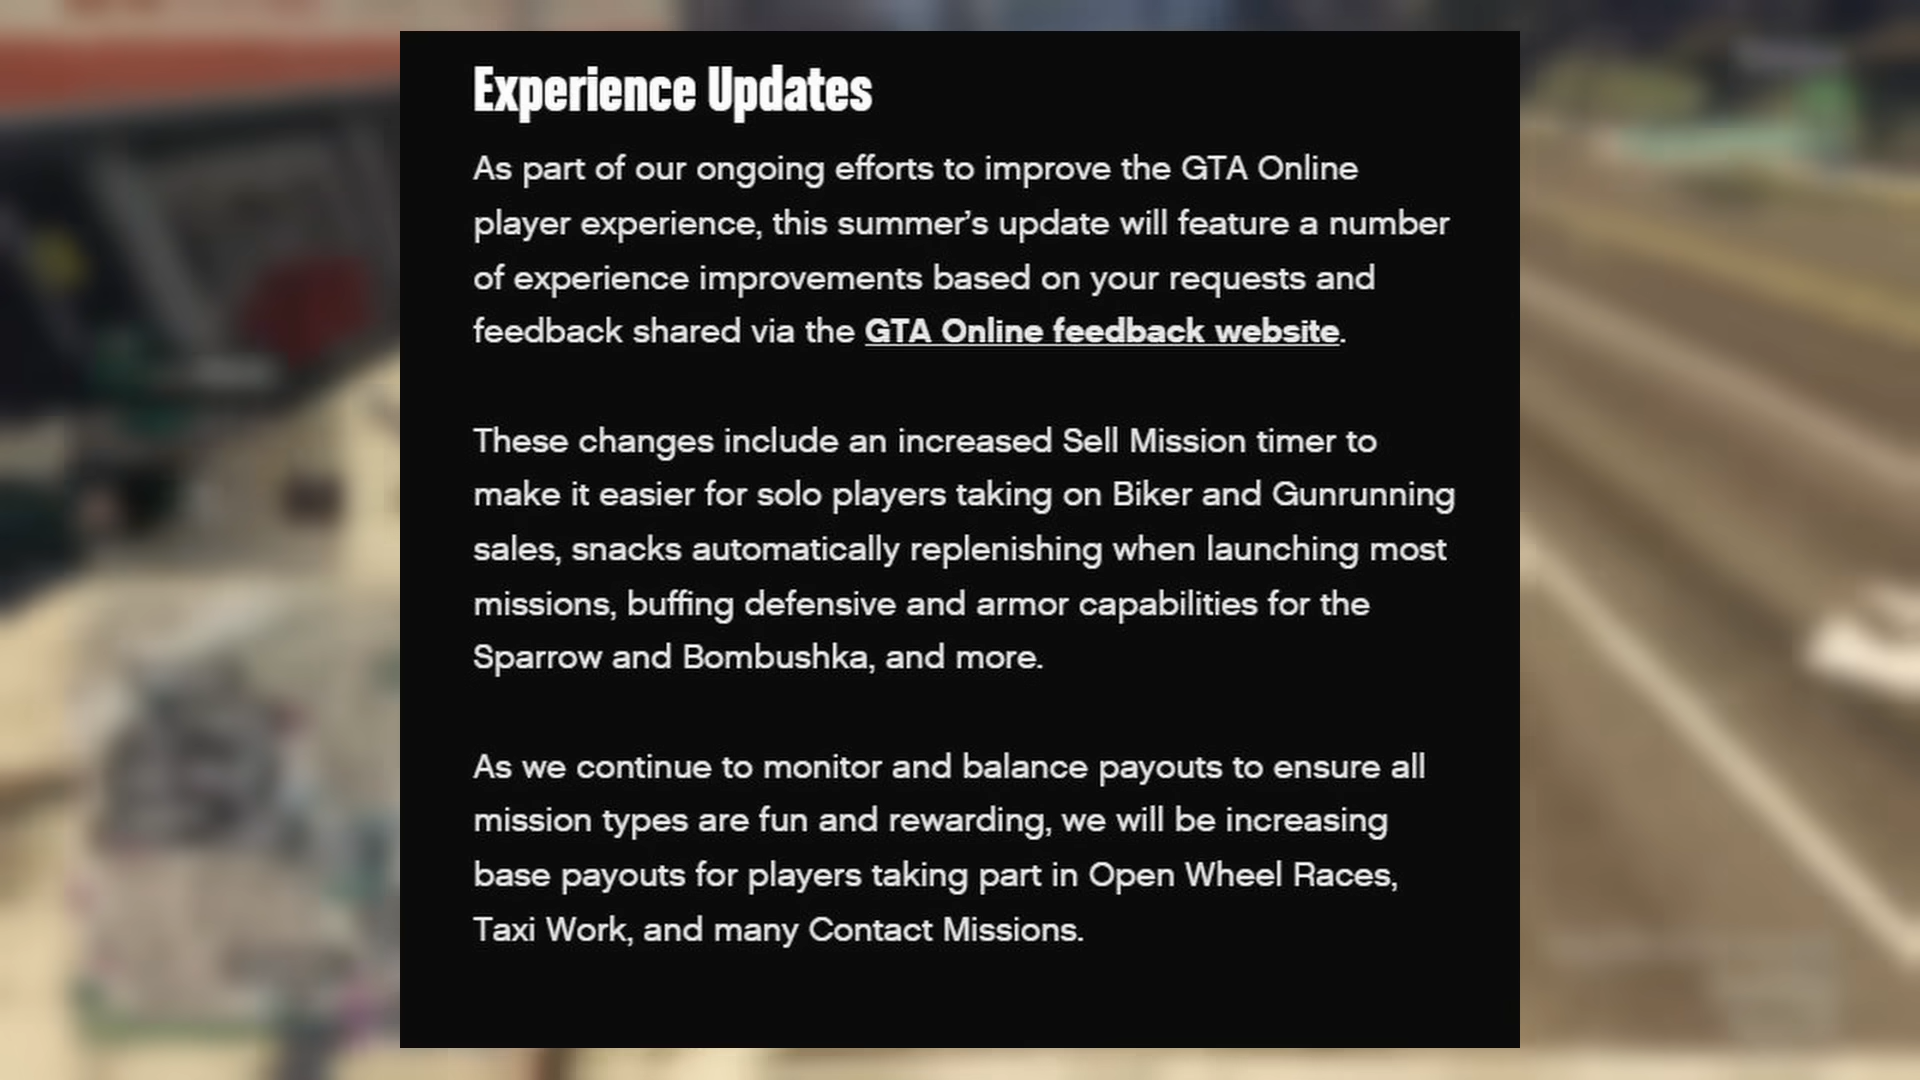 Experience Updates
As part of our ongoing efforts to improve the GTA Online
player experience, this summer’s update will feature a number
of experience improvements based on your requests and
feedback shared via the GTA Online feedback website.
These changes include an increased Sell Mission timer to
make it easier for solo players taking on Biker and Gunrunning
sales, snacks automatically replenishing when launching most
missions, buffing defensive and armor capabilities for the
Sparrow and Bombushka, and more.
As we continue to monitor and balance payouts to ensure all
mission types are fun and rewarding, we will be increasing
base payouts for players taking part in Open Wheel Races,
Taxi Work, and many Contact Missions.